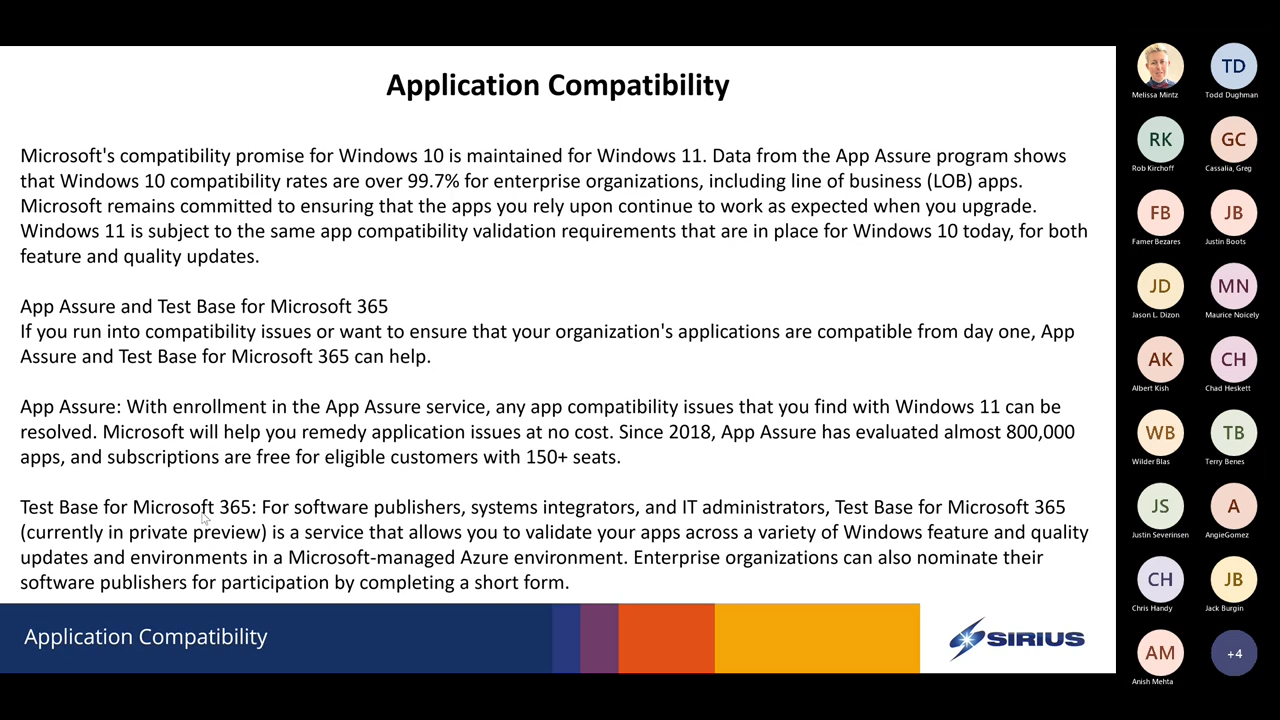 Application Compatibility
Microsoft's compatibility promise for Windows 10 is maintained for Windows 11. Data from the App Assure program shows
that Windows 10 compatibility rates are over 99.7% for enterprise organizations, including line of business (LOB) apps.
Microsoft remains committed to ensuring that the apps you rely upon continue to work as expected when you upgrade.
Windows 11 is subject to the same app compatibility validation requirements that are in place for Windows 10 today, for both
feature and quality updates.
App Assure and Test Base for Microsoft 365
If you run into compatibility issues or want to ensure that your organization's applications are compatible from day one, App
Assure and Test Base for Microsoft 365 can help.
App Assure: With enrollment in the App Assure service, any app compatibility issues that you find with Windows 11 can be
resolved. Microsoft will help you remedy application issues at no cost. Since 2018, App Assure has evaluated almost 800,000
apps, and subscriptions are free for eligible customers with 150+ seats.
Test Base for Microsoft 365: For software publishers, systems integrators, and IT administrators, Test Base for Microsoft 365
(currently in private preview) is a service that allows you to validate your apps across a variety of Windows feature and quality
updates and environments in a Microsoft-managed Azure environment. Enterprise organizations can also nominate their
software publishers for participation by completing a short form.
Application Compatibility
SIRIUS
TD
Melissa Mintz
Todd Dughman
RK
GC
Rob Kirchoff
Cassalia, Greg
FB
JB
Famer Bezares
Justin Boots
JD
MN
Jason L. Dizon
Maurice Noicely
AK
CH
Albert Kish
Chad Heskett
WB
TB
Wilder Blas
Terry Benes
JS
A
Justin Severinsen
AngieGomez
CH
JB
Chris Handy
Jack Burgin
AM
+4
Anish Mehta